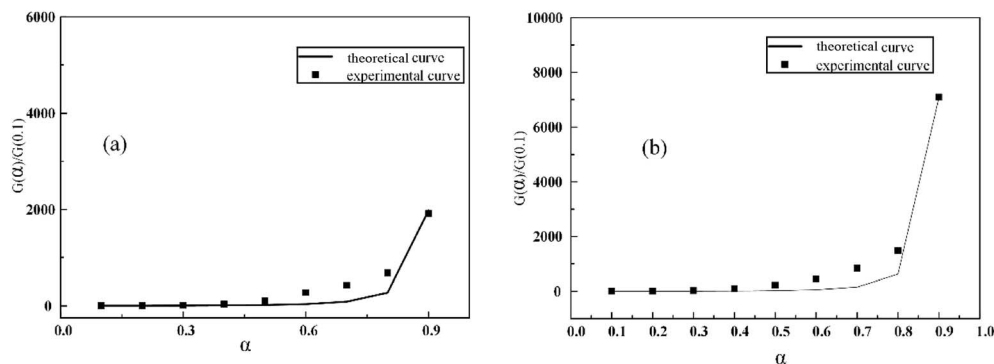 6000
4000
2000
0
G(α)/G(0.1)
theoretical curve
experimental curve
(a)
0.0 0.3 0.6 0.9
α
10000
8000
6000
4000
2000
0
G(α)/G(0.1)
theoretical curve
experimental curve
(b)
0.0 0.1 0.2 0.3 0.4 0.5 0.6 0.7 0.8 0.9 1.0
α